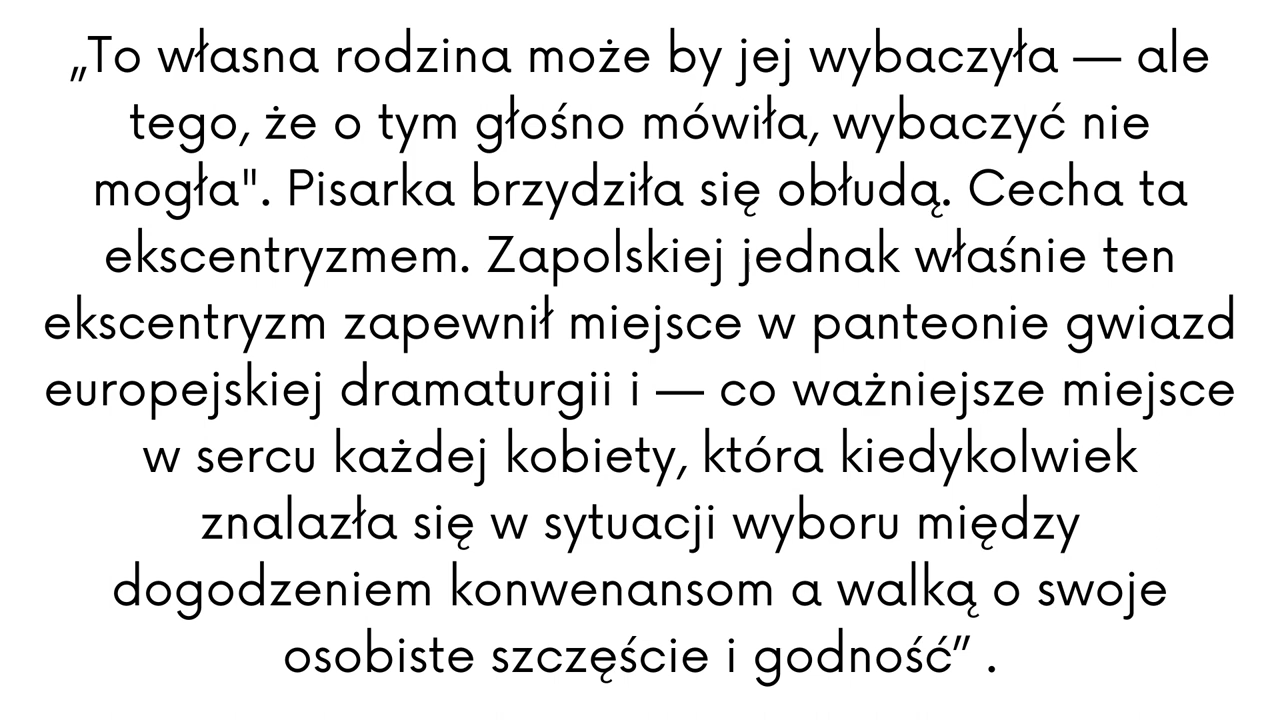 „To własna rodzina może by jej wybaczyła — ale
tego, że o tym głośno mówiła, wybaczyć nie
mogła". Pisarka brzydziła się obłudą. Cecha ta
ekscentryzmem. Zapolskiej jednak właśnie ten
ekscentryzm zapewnił miejsce w panteonie gwiazd
europejskiej dramaturgii i — co ważniejsze miejsce
w sercu każdej kobiety, która kiedykolwiek
znalazła się w sytuacji wyboru między
dogodzeniem konwenansom a walką o swoje
osobiste szczęście i godność” .